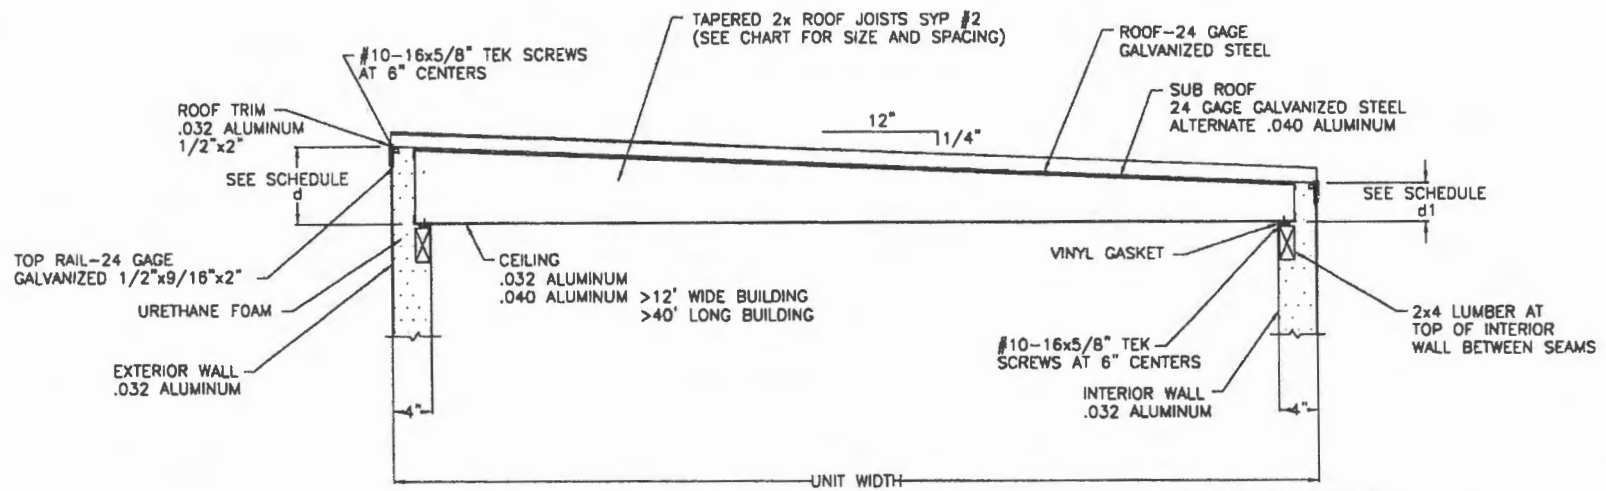 TAPERED 2x ROOF JOISTS SYP #2
(SEE CHART FOR SIZE AND SPACING)
ROOF-24 GAGE
GALVANIZED STEEL
#10-16x5/8" TEK SCREWS
AT 6" CENTERS
SUB ROOF
24 GAGE GALVANIZED STEEL
ALTERNATE .040 ALUMINUM
ROOF TRIM
.032 ALUMINUM
1/2"x2"
12"
1/4"
SEE SCHEDULE
d
SEE SCHEDULE
d1
TOP RAIL-24 GAGE
GALVANIZED 1/2"x9/16"x2"
CEILING
.032 ALUMINUM
.040 ALUMINUM >12' WIDE BUILDING
>40' LONG BUILDING
VINYL GASKET
URETHANE FOAM
2x4 LUMBER AT
TOP OF INTERIOR
WALL BETWEEN SEAMS
#10-16x5/8" TEK
SCREWS AT 6" CENTERS
EXTERIOR WALL
.032 ALUMINUM
INTERIOR WALL
.032 ALUMINUM
4"
4"
UNIT WIDTH